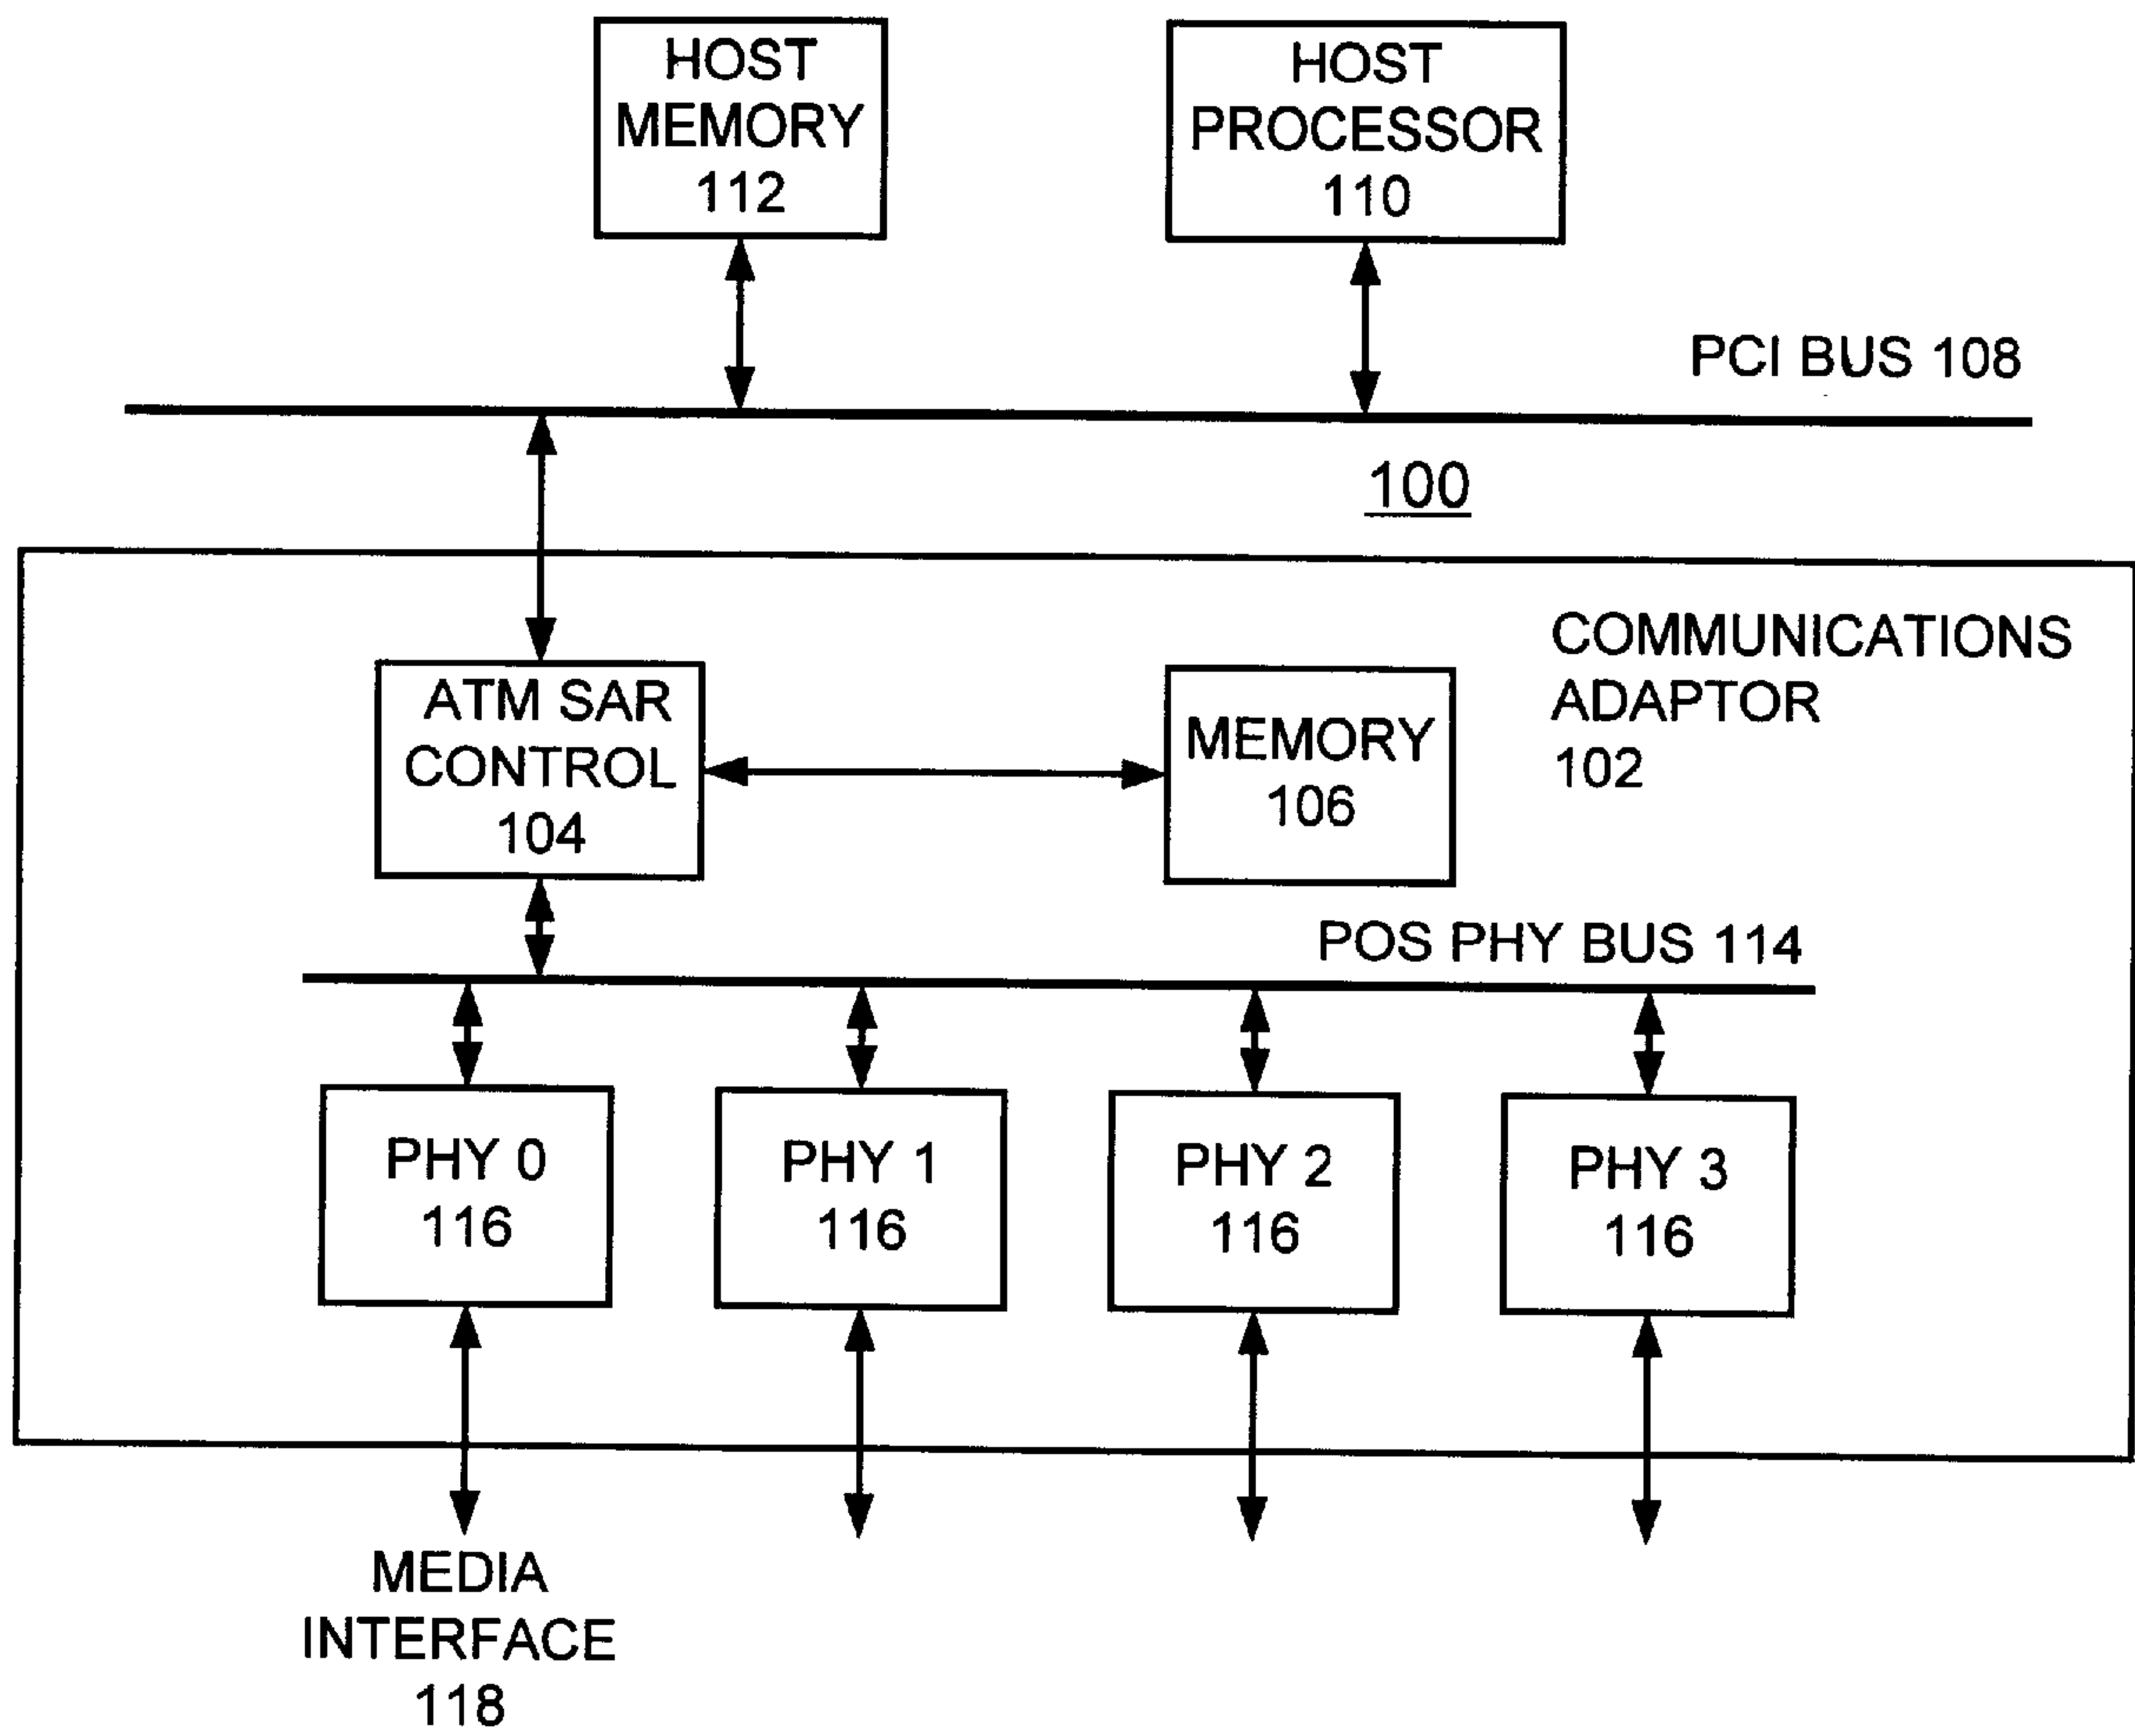 HOST
MEMORY
112
HOST
PROCESSOR
110
PCI BUS 108
100
COMMUNICATIONS
ADAPTOR
102
ATM SAR
CONTROL
104
MEMORY
106
POS PHY BUS 114
PHY 0
116
PHY 1
116
PHY 2
116
PHY 3
116
MEDIA
INTERFACE
118